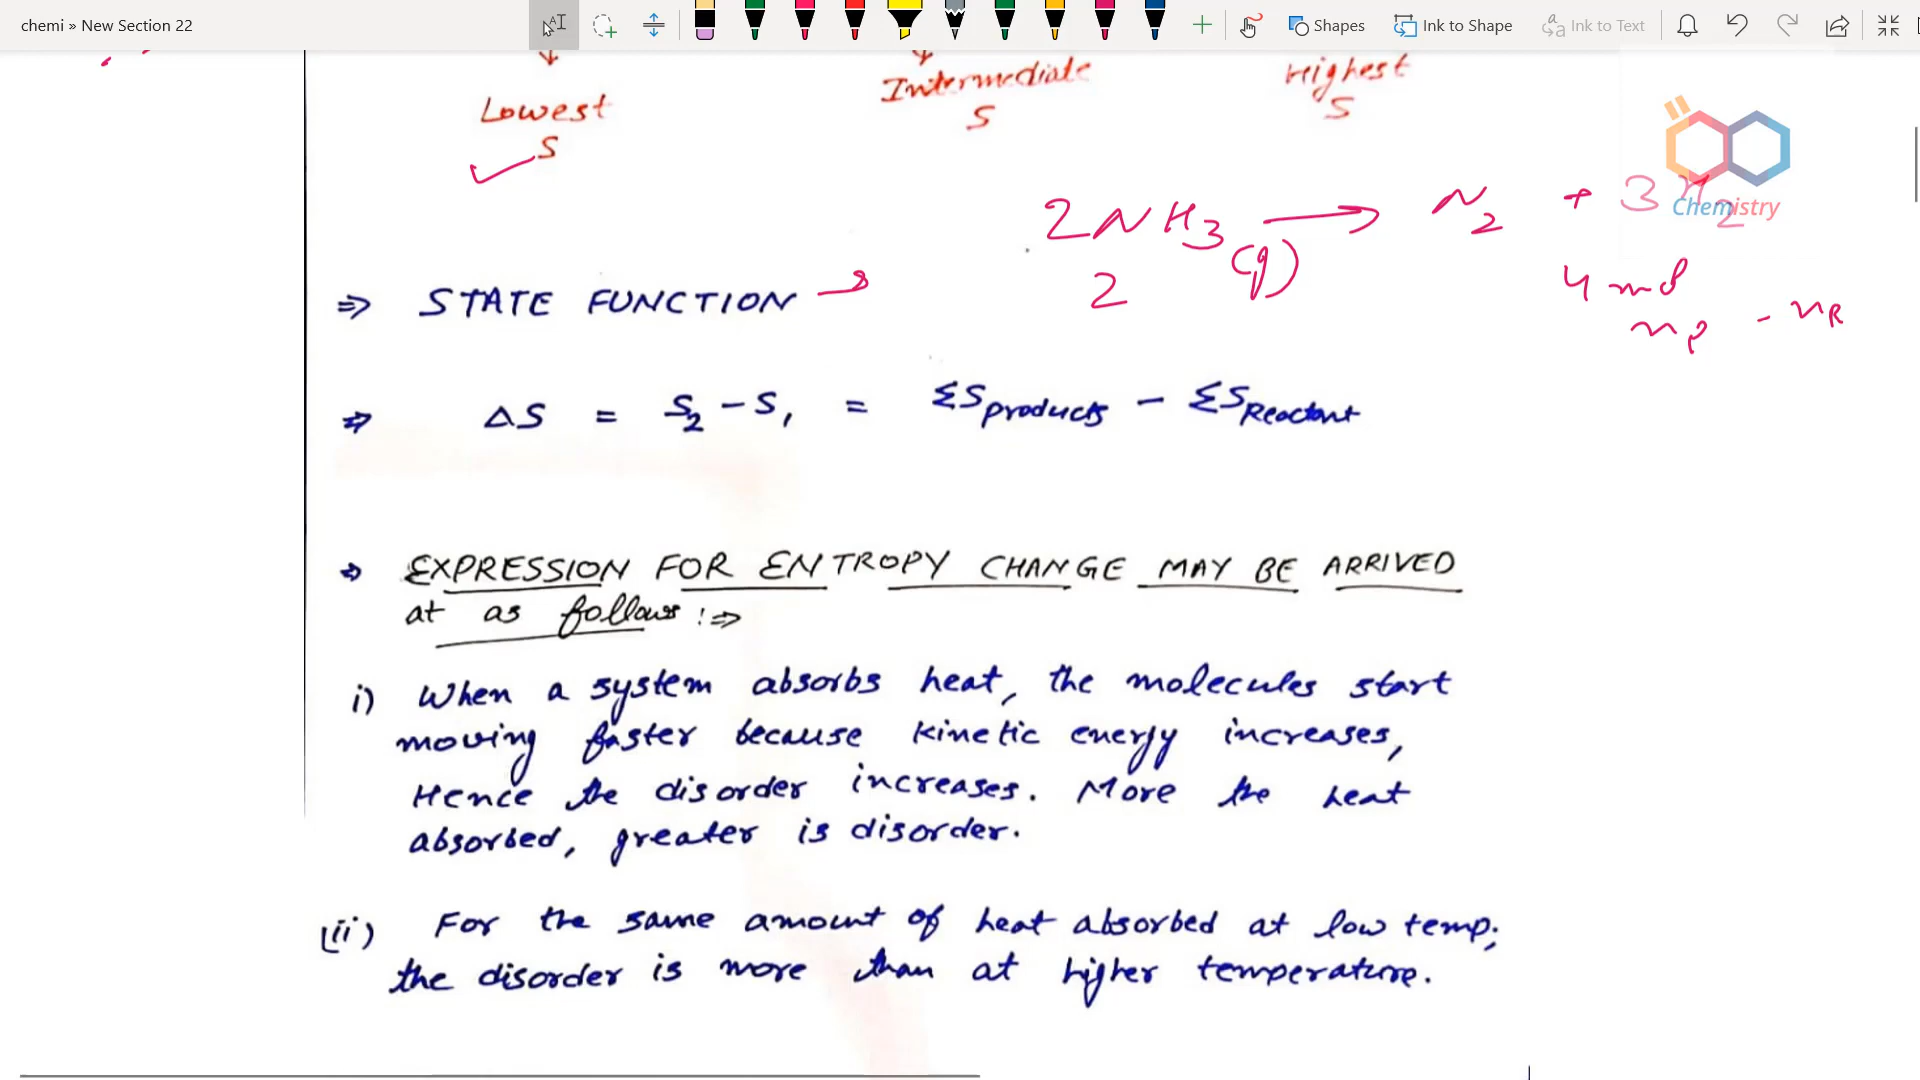 chemi » New Section 22
Shapes
Ink to Shape
Ink to Text
Lowest
S
Intermediate
S
Highest
S
2NH3(g) → N2 + 3H2
2
4 mol
nP - nR
Chemistry
⇒ STATE FUNCTION → S
⇒ ΔS = S2 - S1 = ΣSproducts - ΣSReactant
⇒ EXPRESSION FOR ENTROPY CHANGE MAY BE ARRIVED
at as follows :⇒
i) When a system absorbs heat, the molecules start
moving faster because kinetic energy increases,
Hence the disorder increases. More the heat
absorbed, greater is disorder.
(ii) For the same amount of heat absorbed at low temp;
the disorder is more than at higher temperature.